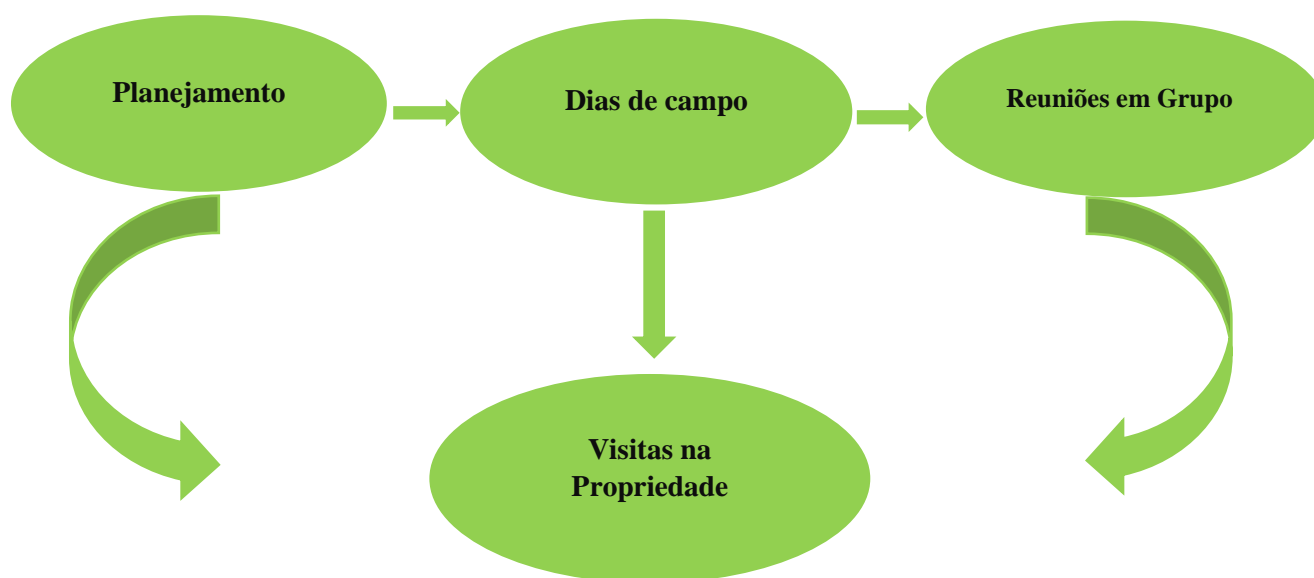 Planejamento
Dias de campo
Reuniões em Grupo
Visitas na
Propriedade